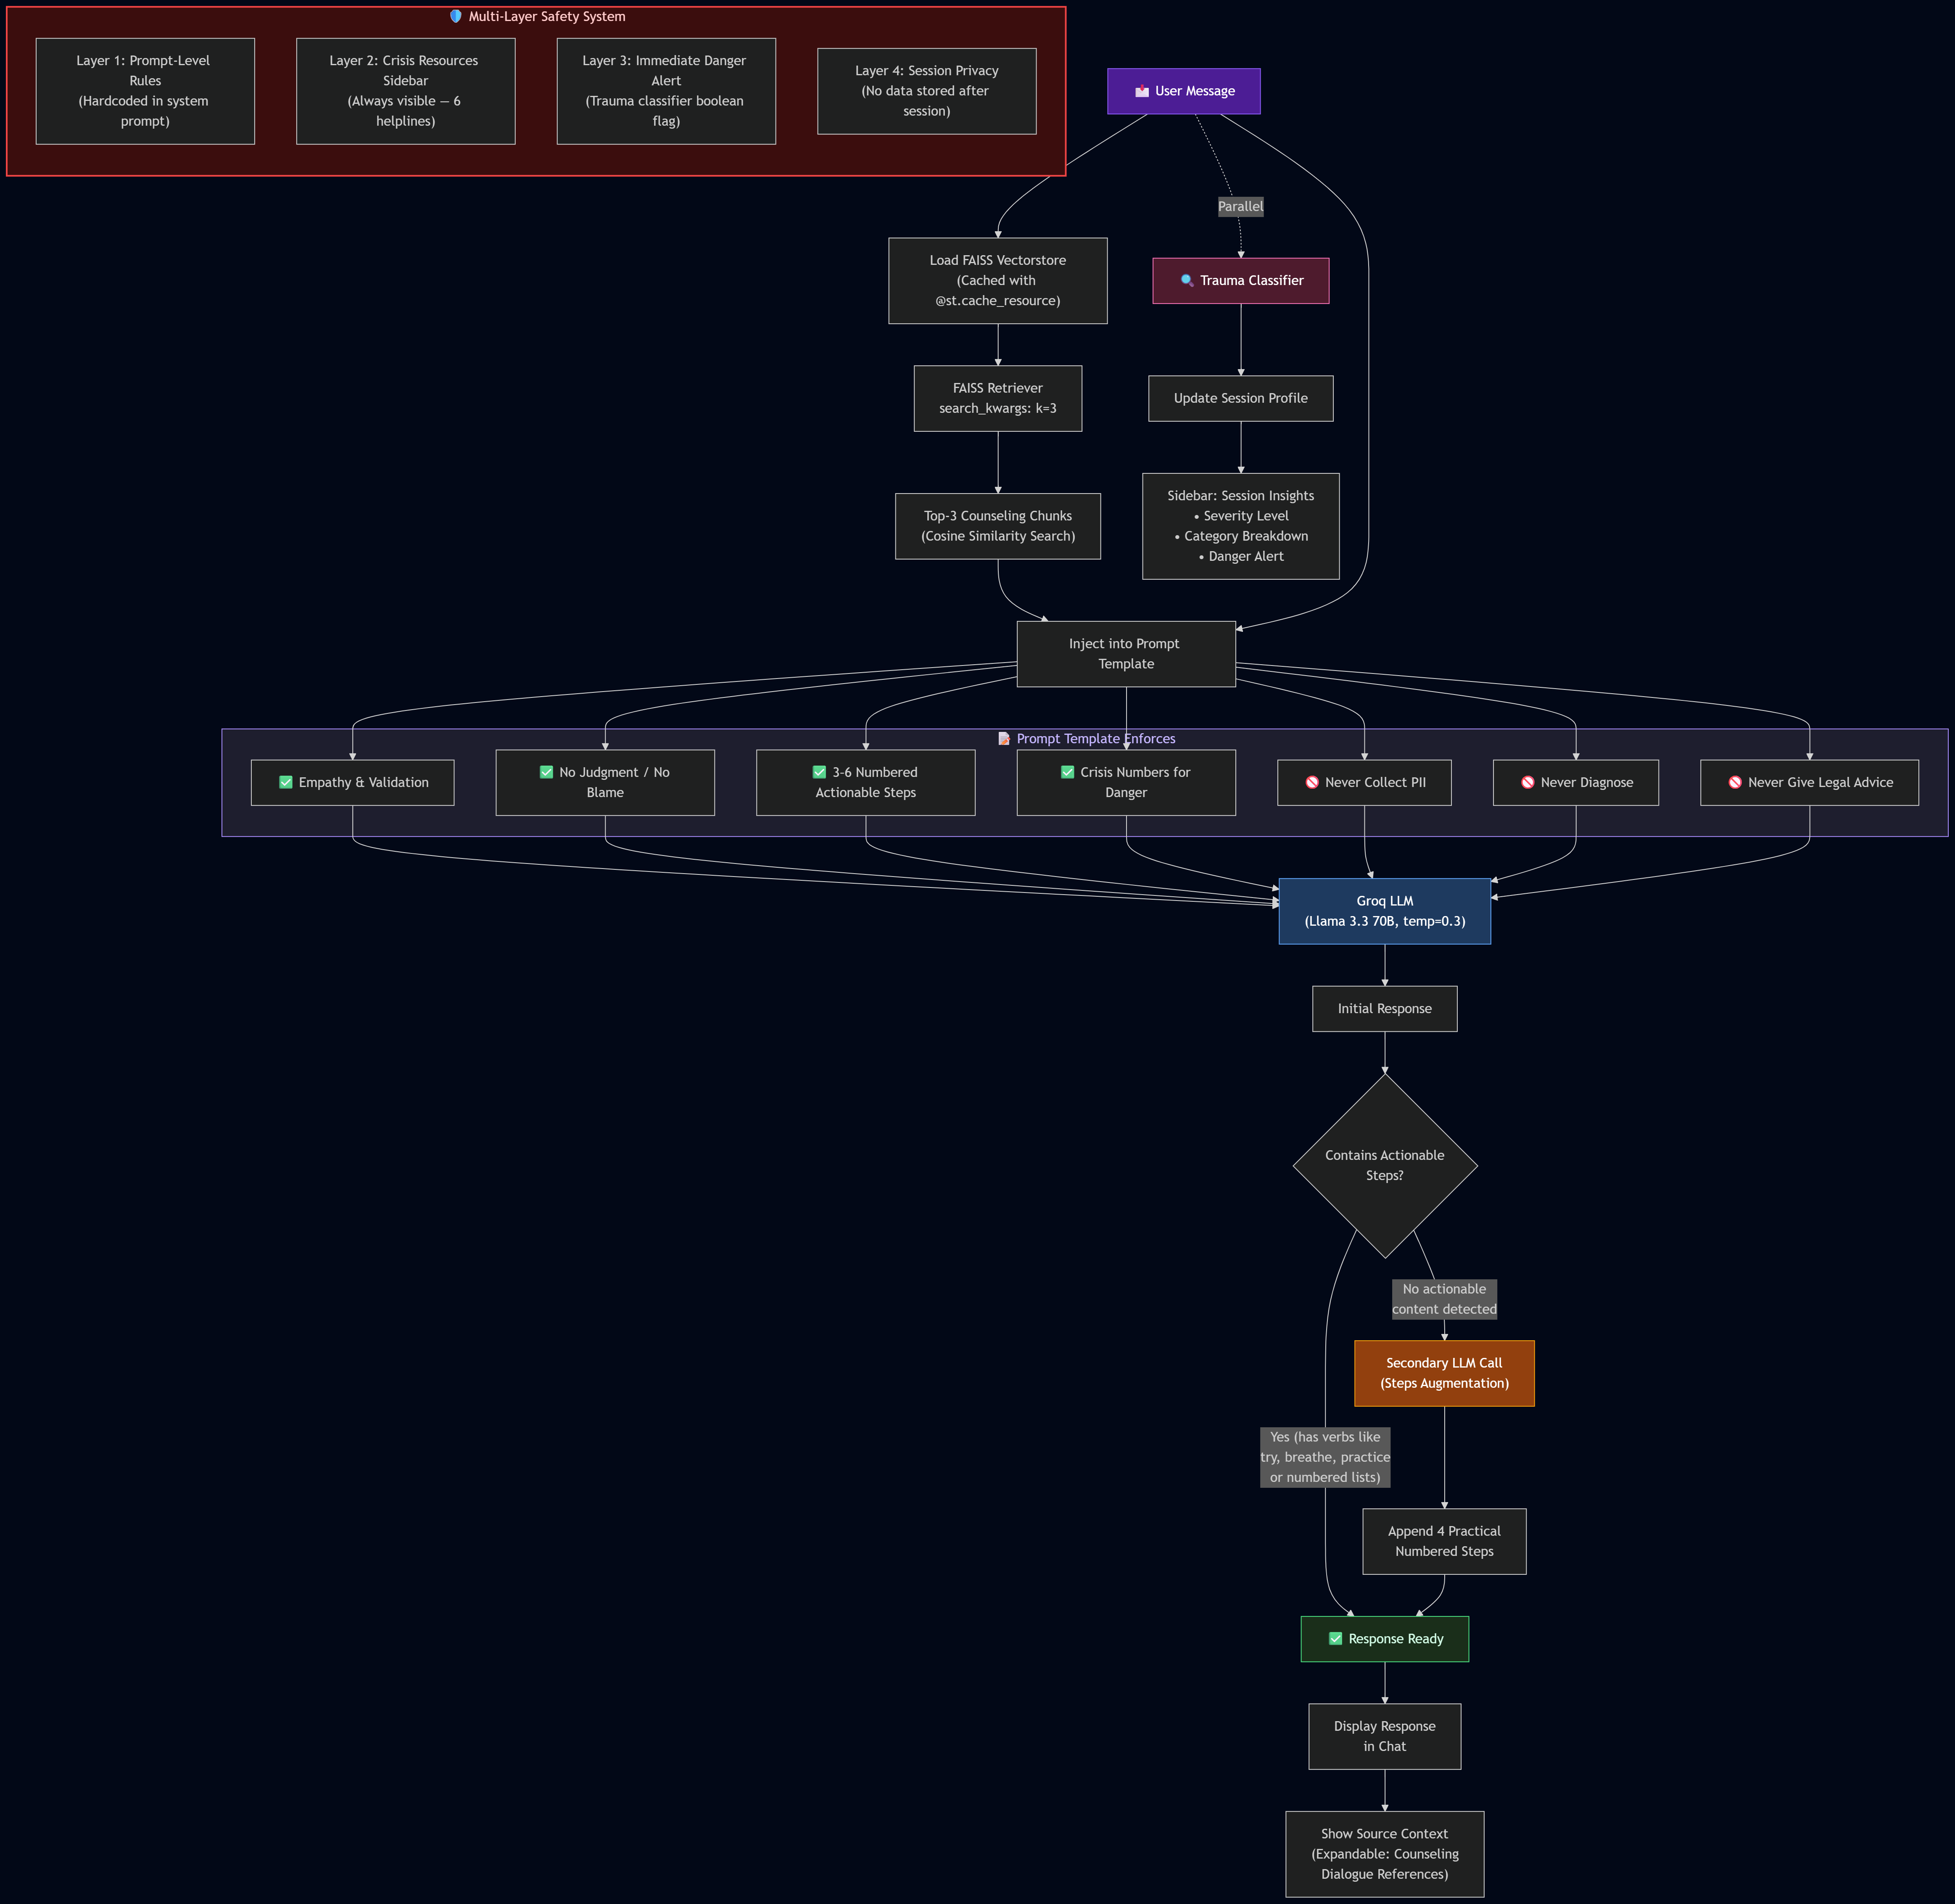 🛡️ Multi-Layer Safety System
Layer 1: Prompt-Level
Rules
(Hardcoded in system
prompt)
Layer 2: Crisis Resources
Sidebar
(Always visible — 6
helplines)
Layer 3: Immediate Danger
Alert
(Trauma classifier boolean
flag)
Layer 4: Session Privacy
(No data stored after
session)
📩 User Message
Parallel
Load FAISS Vectorstore
(Cached with
@st.cache_resource)
🔍 Trauma Classifier
FAISS Retriever
search_kwargs: k=3
Update Session Profile
Top-3 Counseling Chunks
(Cosine Similarity Search)
Sidebar: Session Insights
• Severity Level
• Category Breakdown
• Danger Alert
Inject into Prompt
Template
📝 Prompt Template Enforces
✅ Empathy & Validation
✅ No Judgment / No
Blame
✅ 3-6 Numbered
Actionable Steps
✅ Crisis Numbers for
Danger
🚫 Never Collect PII
🚫 Never Diagnose
🚫 Never Give Legal Advice
Groq LLM
(Llama 3.3 70B, temp=0.3)
Initial Response
Contains Actionable
Steps?
No actionable
content detected
Secondary LLM Call
(Steps Augmentation)
Yes (has verbs like
try, breathe, practice
or numbered lists)
Append 4 Practical
Numbered Steps
✅ Response Ready
Display Response
in Chat
Show Source Context
(Expandable: Counseling
Dialogue References)